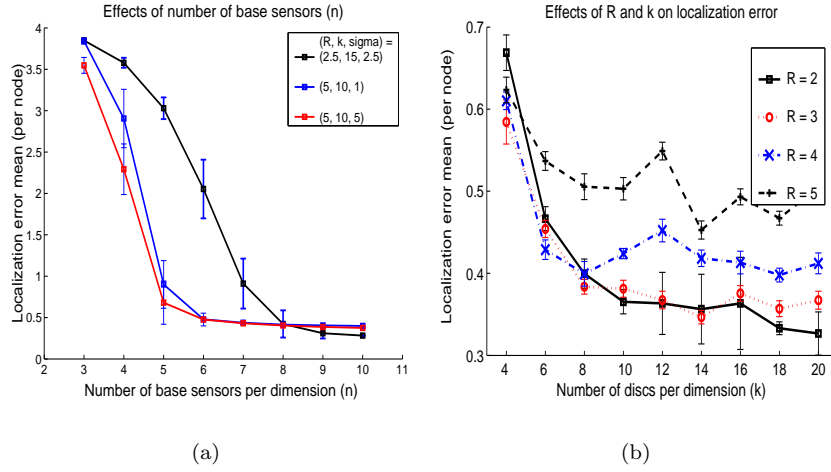 Effects of number of base sensors (n)
4
3.5
3
2.5
2
1.5
1
0.5
0
2 3 4 5 6 7 8 9 10 11
Localization error mean (per node)
Number of base sensors per dimension (n)
(R, k, sigma) =
(2.5, 15, 2.5)
(5, 10, 1)
(5, 10, 5)
(a)
Effects of R and k on localization error
0.7
0.6
0.5
0.4
0.3
4 6 8 10 12 14 16 18 20
Localization error mean (per node)
Number of discs per dimension (k)
R = 2
R = 3
R = 4
R = 5
(b)